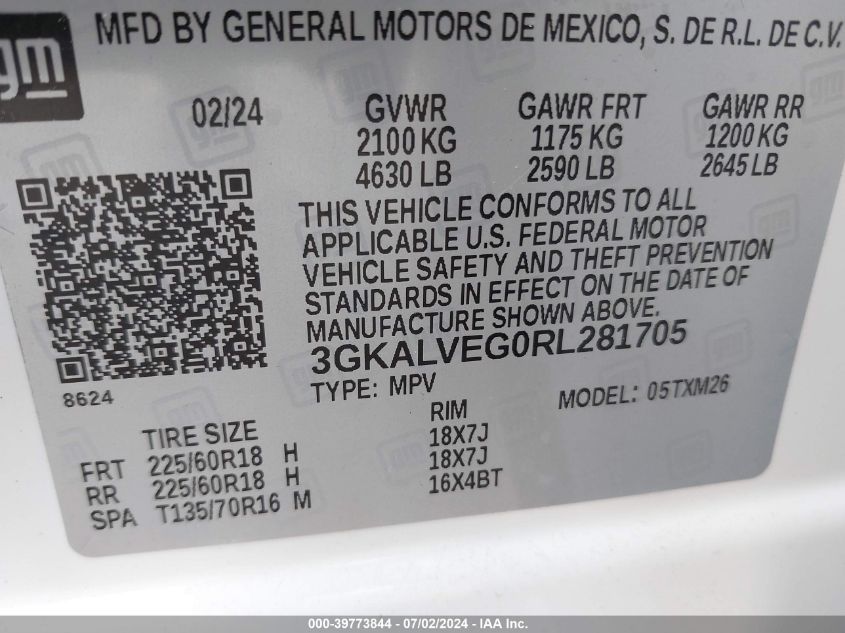 gm
MFD BY GENERAL MOTORS DE MEXICO, S. DE R.L. DE C.V.
02/24 GVWR GAWR FRT GAWR RR
2100 KG 1175 KG 1200 KG
4630 LB 2590 LB 2645 LB
THIS VEHICLE CONFORMS TO ALL
APPLICABLE U.S. FEDERAL MOTOR
VEHICLE SAFETY AND THEFT PREVENTION
STANDARDS IN EFFECT ON THE DATE OF
MANUFACTURE SHOWN ABOVE.
3GKALVEG0RL281705
8624 TYPE: MPV MODEL: 05TXM26
TIRE SIZE RIM
FRT 225/60R18 H 18X7J
RR 225/60R18 H 18X7J
SPA T135/70R16 M 16X4BT
000-39773844 - 07/02/2024 - IAA Inc.